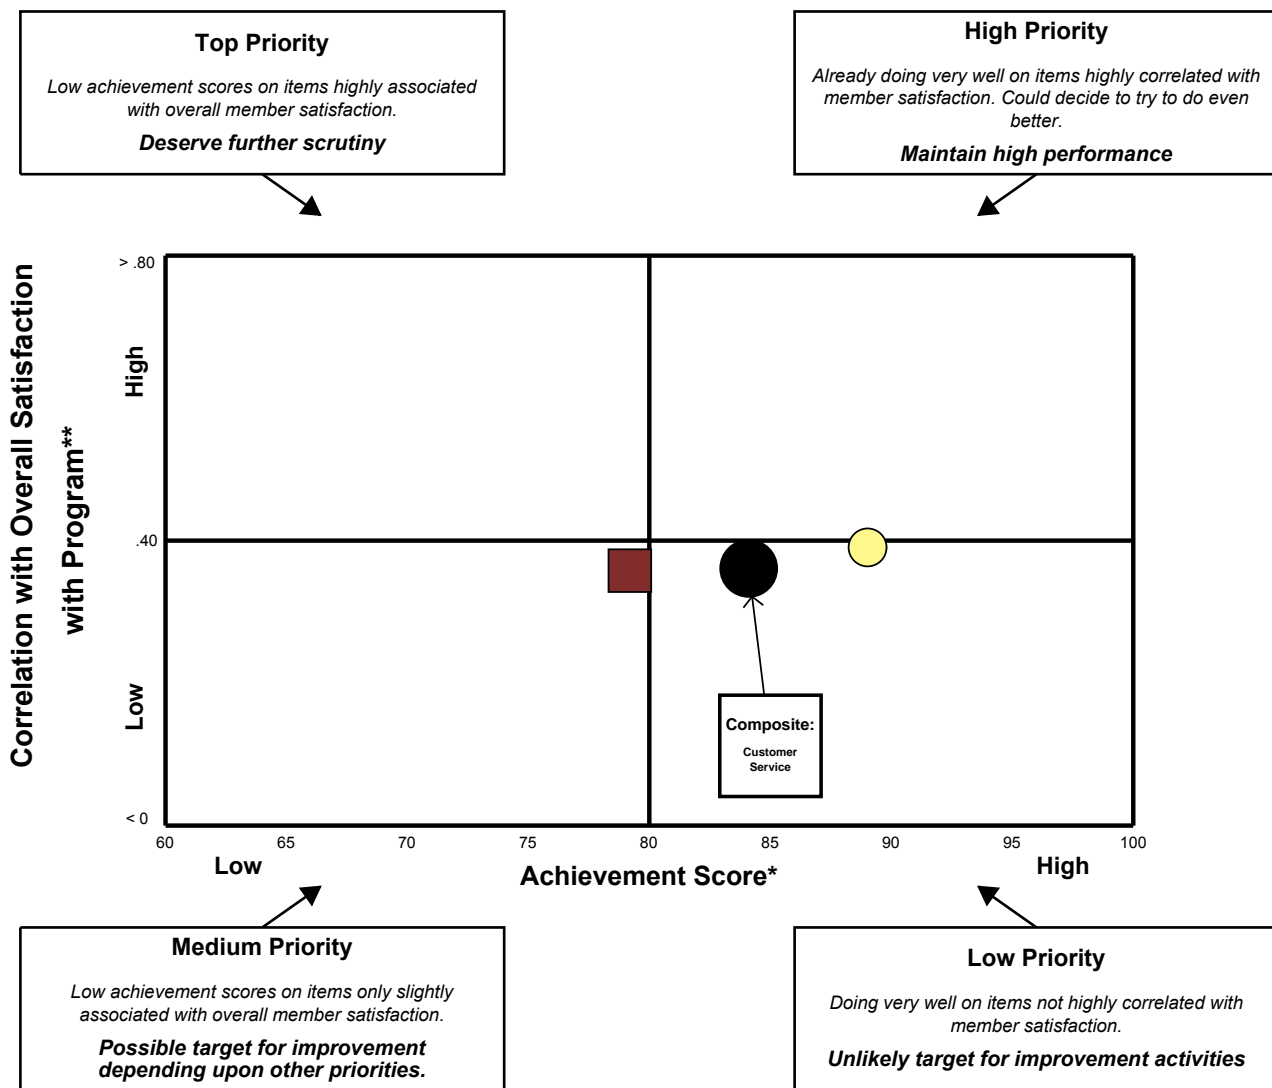 Top Priority
Low achievement scores on items highly associated
with overall member satisfaction.
Deserve further scrutiny
High Priority
Already doing very well on items highly correlated with
member satisfaction. Could decide to try to do even
better.
Maintain high performance
Correlation with Overall Satisfaction
with Program**
> .80
High
.40
Low
< 0
Composite:
Customer
Service
60
65
70
75
80
85
90
95
100
Low
Achievement Score*
High
Medium Priority
Low achievement scores on items only slightly
associated with overall member satisfaction.
Possible target for improvement
depending upon other priorities.
Low Priority
Doing very well on items not highly correlated with
member satisfaction.
Unlikely target for improvement activities